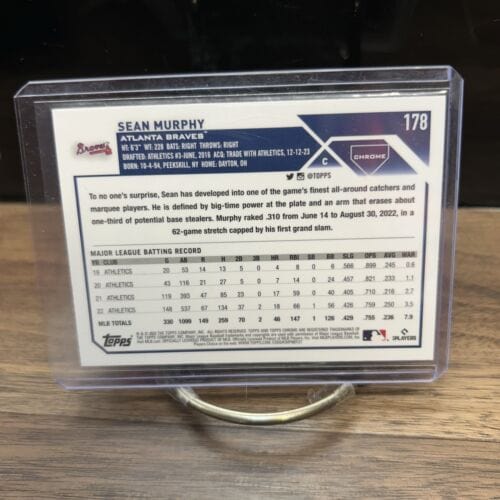 SEAN MURPHY
178
ATLANTA BRAVES™
Braves
HT: 6'3" WT: 228 BATS: RIGHT THROWS: RIGHT
DRAFTED: ATHLETICS #3-JUNE, 2016 ACQ: TRADE WITH ATHLETICS, 12-12-23
BORN: 10-4-94, PEEKSKILL, NY HOME: DAYTON, OH
C
CHROME
@TOPPS
To no one's surprise, Sean has developed into one of the game's finest all-around catchers and
marquee players. He is defined by big-time power at the plate and an arm that erases about
one-third of potential base stealers. Murphy raked .310 from June 14 to August 30, 2022, in a
62-game stretch capped by his first grand slam.
MAJOR LEAGUE BATTING RECORD
YR CLUB G AB R H 2B 3B HR RBI SB BB SLG OPS AVG WAR
19 ATHLETICS 20 53 14 13 5 0 4 8 0 6 .566 .899 .245 0.6
20 ATHLETICS 43 116 21 27 5 0 7 14 0 24 .457 .821 .233 1.1
21 ATHLETICS 119 393 47 85 23 0 17 59 0 40 .405 .710 .216 2.7
22 ATHLETICS 148 537 67 134 37 2 18 66 1 56 .426 .759 .250 3.5
MLB TOTALS 330 1099 149 259 70 2 46 147 1 126 .429 .755 .236 7.9
Topps
MLB
PLAYERS